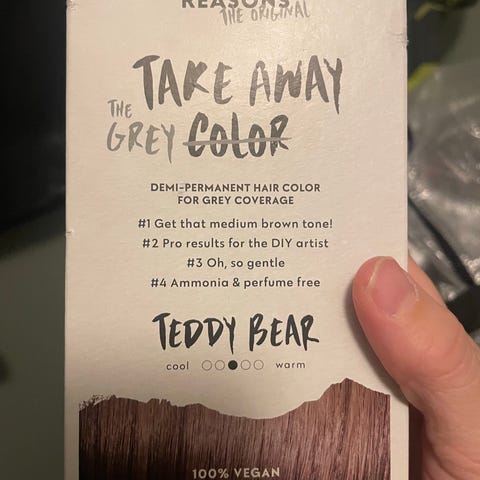 REASONS
THE ORIGINAL
TAKE AWAY
THE
GREY COLOR
DEMI-PERMANENT HAIR COLOR
FOR GREY COVERAGE
#1 Get that medium brown tone!
#2 Pro results for the DIY artist
#3 Oh, so gentle
#4 Ammonia & perfume free
TEDDY BEAR
cool warm
100% VEGAN